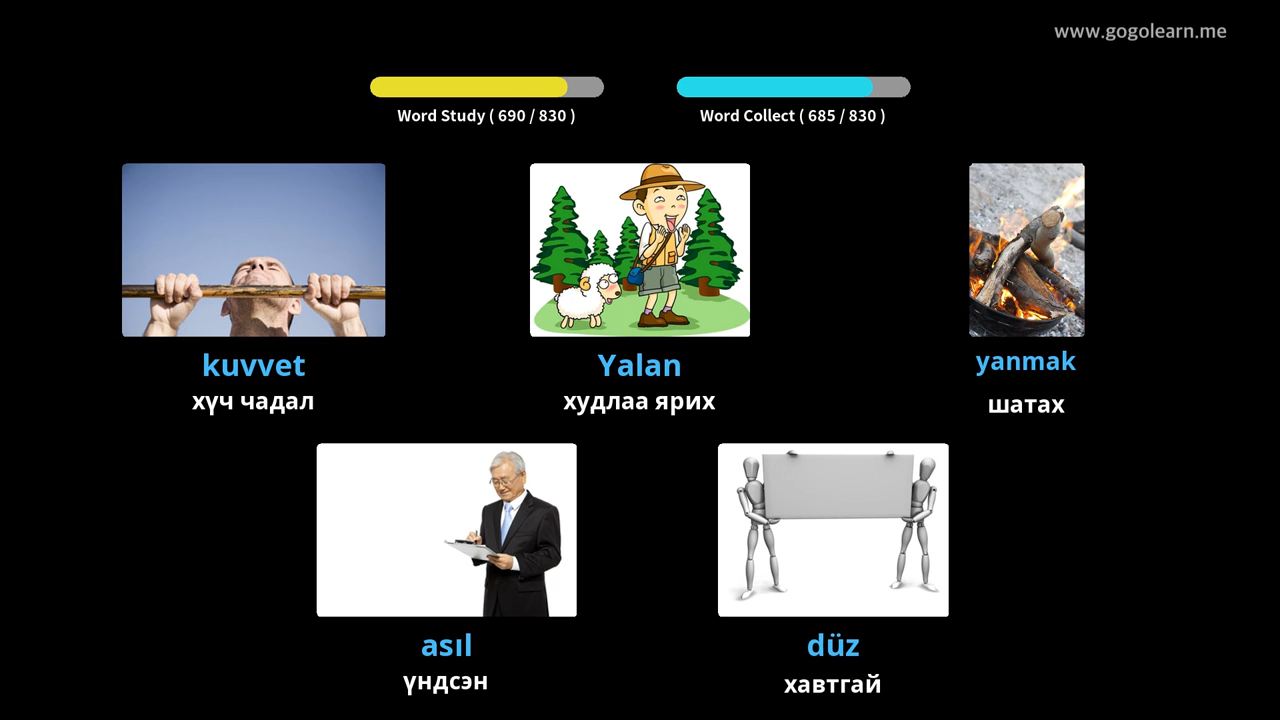 www.gogolearn.me
Word Study ( 690 / 830 )
Word Collect ( 685 / 830 )
kuvvet
хүч чадал
Yalan
худлаа ярих
yanmak
шатах
asıl
үндсэн
düz
хавтгай